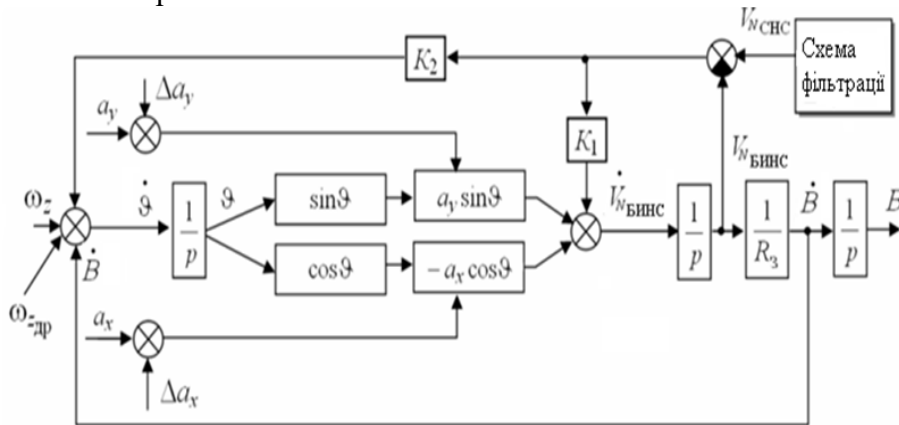 V_N СНС
Схема
фільтрації
K₂
Δa_y
a_y
K₁
V_N БИНС
ω_z
ϑ̇
1/p
ϑ
sinϑ
a_y sinϑ
V̇_N БИНС
1/p
1/R_З
Ḃ
1/p
B
Ḃ
cosϑ
−a_x cosϑ
ω_z др
a_x
Δa_x